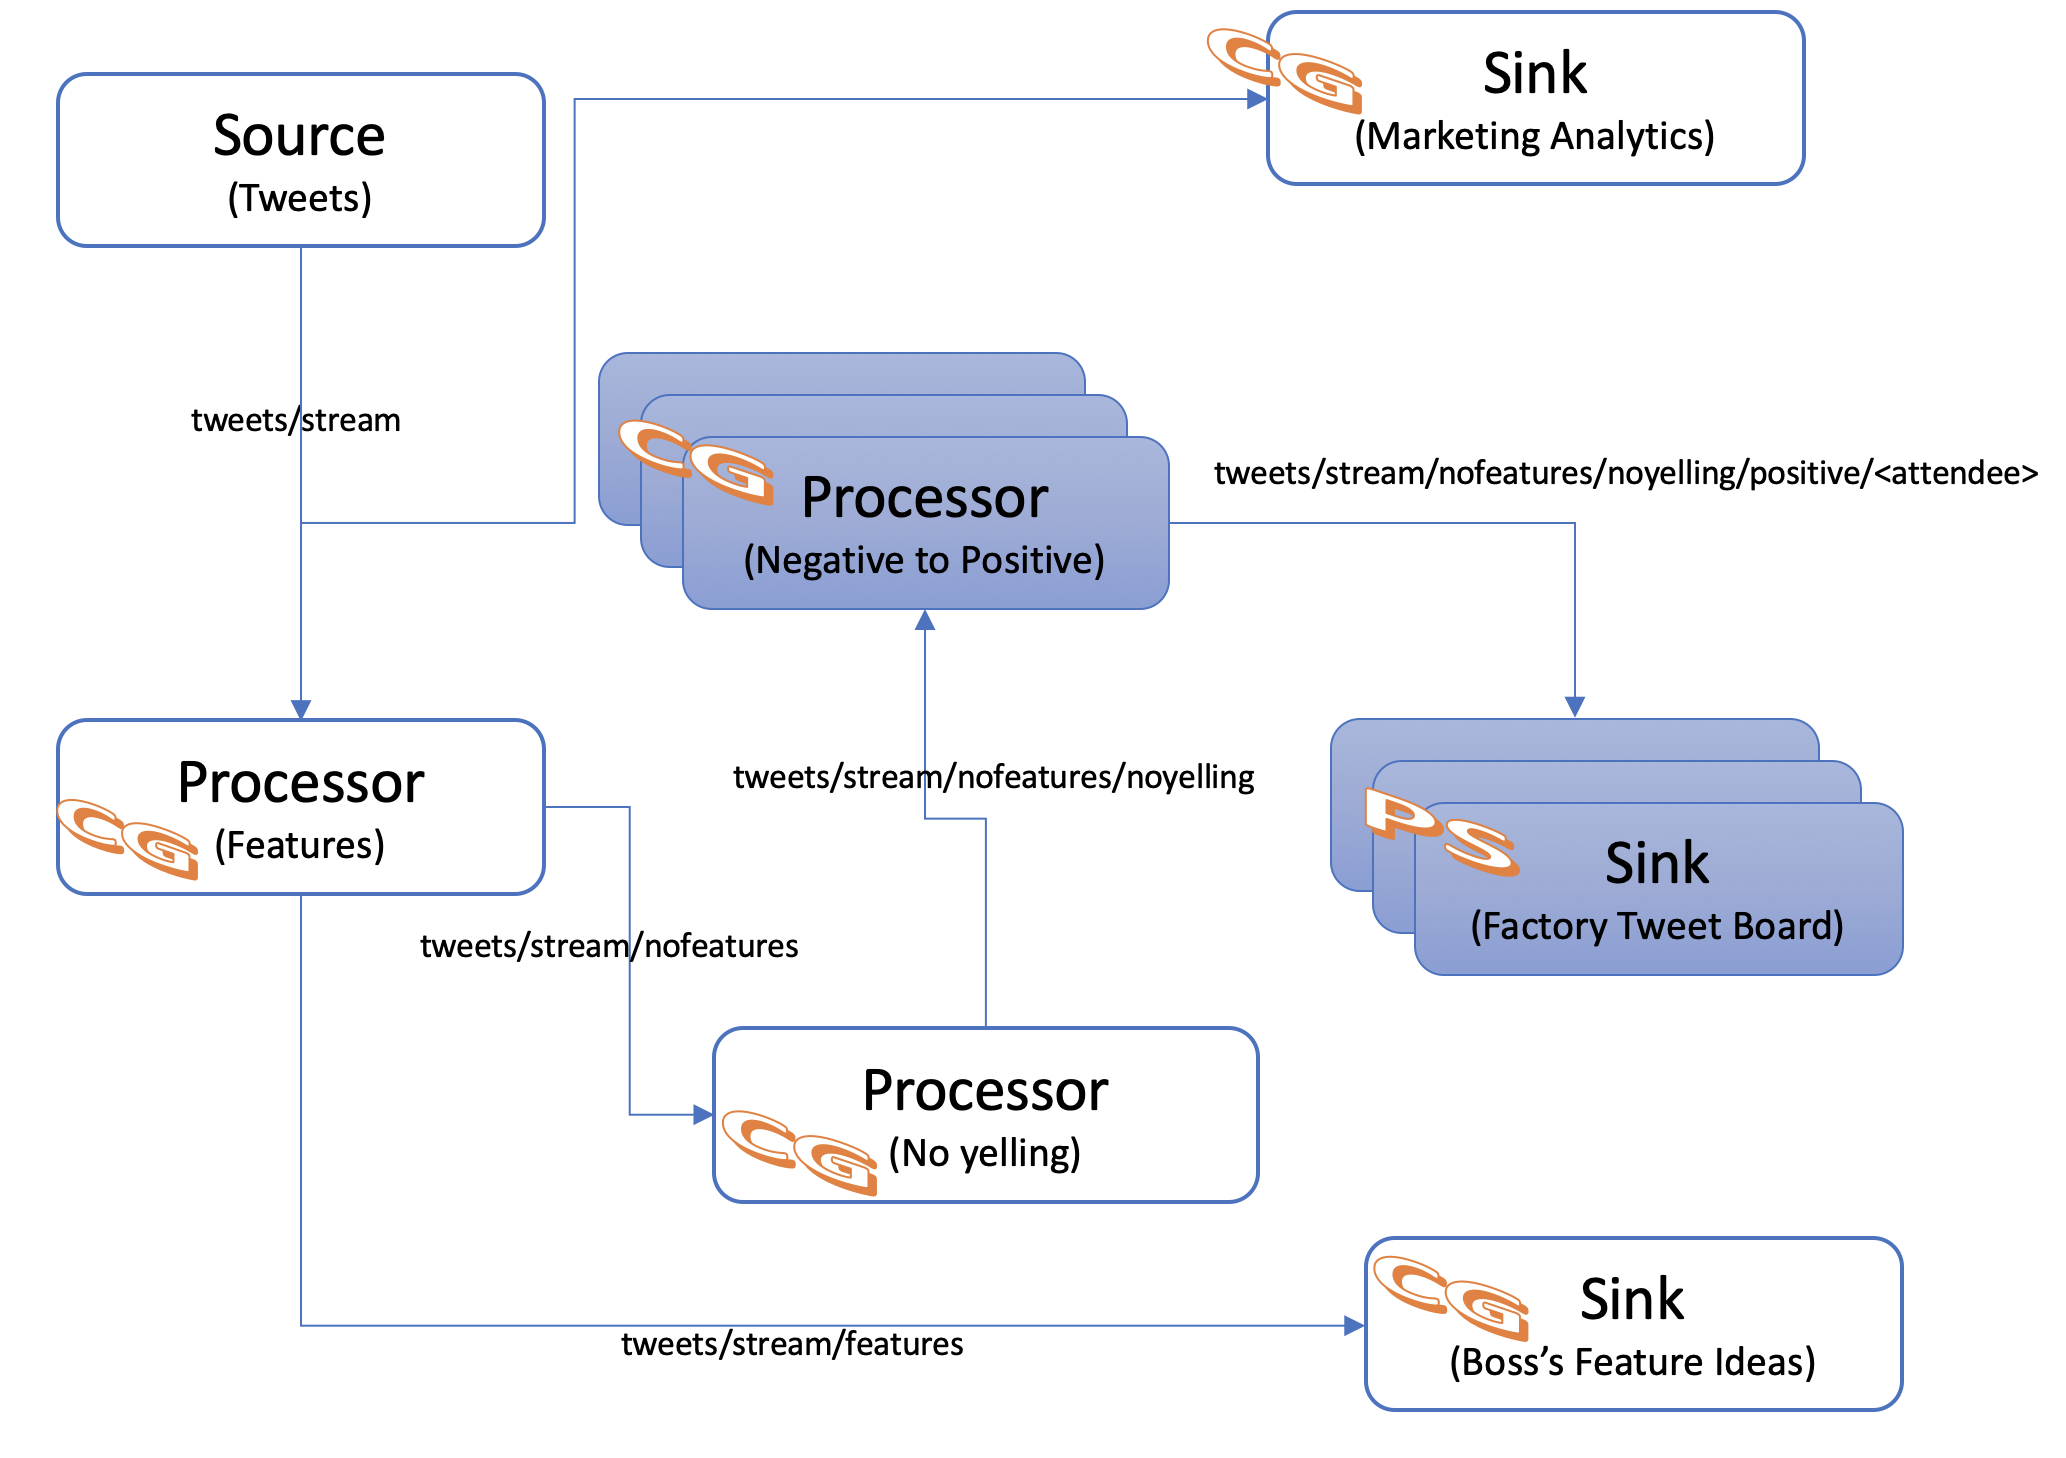 Source
(Tweets)
CG
Sink
(Marketing Analytics)
tweets/stream
CG
Processor
(Negative to Positive)
tweets/stream/nofeatures/noyelling/positive/<attendee>
Processor
CG
(Features)
tweets/stream/nofeatures/noyelling
PS
Sink
(Factory Tweet Board)
tweets/stream/nofeatures
Processor
CG
(No yelling)
CG
Sink
(Boss’s Feature Ideas)
tweets/stream/features